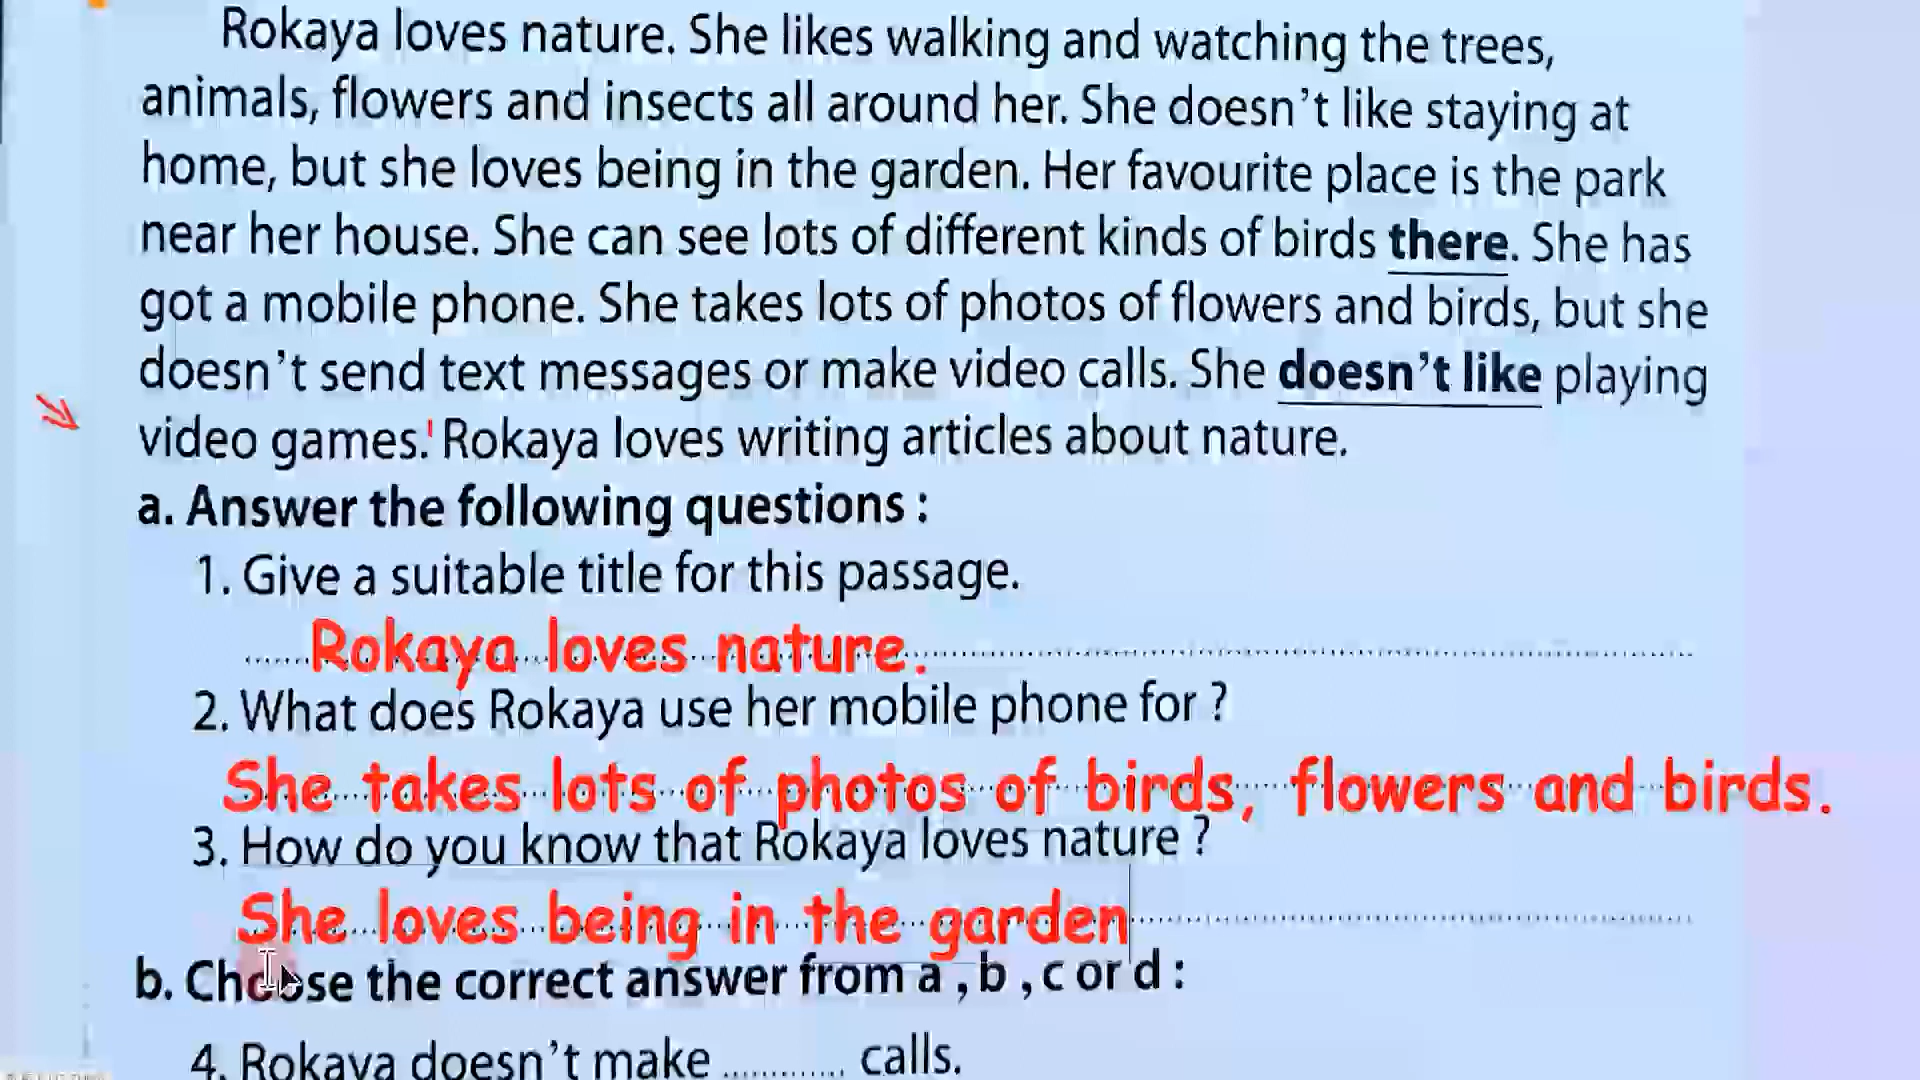 Rokaya loves nature. She likes walking and watching the trees,
animals, flowers and insects all around her. She doesn't like staying at
home, but she loves being in the garden. Her favourite place is the park
near her house. She can see lots of different kinds of birds there. She has
got a mobile phone. She takes lots of photos of flowers and birds, but she
doesn't send text messages or make video calls. She doesn't like playing
video games. Rokaya loves writing articles about nature.
a. Answer the following questions :
1. Give a suitable title for this passage.
Rokaya loves nature.
2. What does Rokaya use her mobile phone for ?
She takes lots of photos of birds, flowers and birds.
3. How do you know that Rokaya loves nature ?
She loves being in the garden
b. Choose the correct answer from a , b , c or d :
4. Rokaya doesn't make ............ calls.